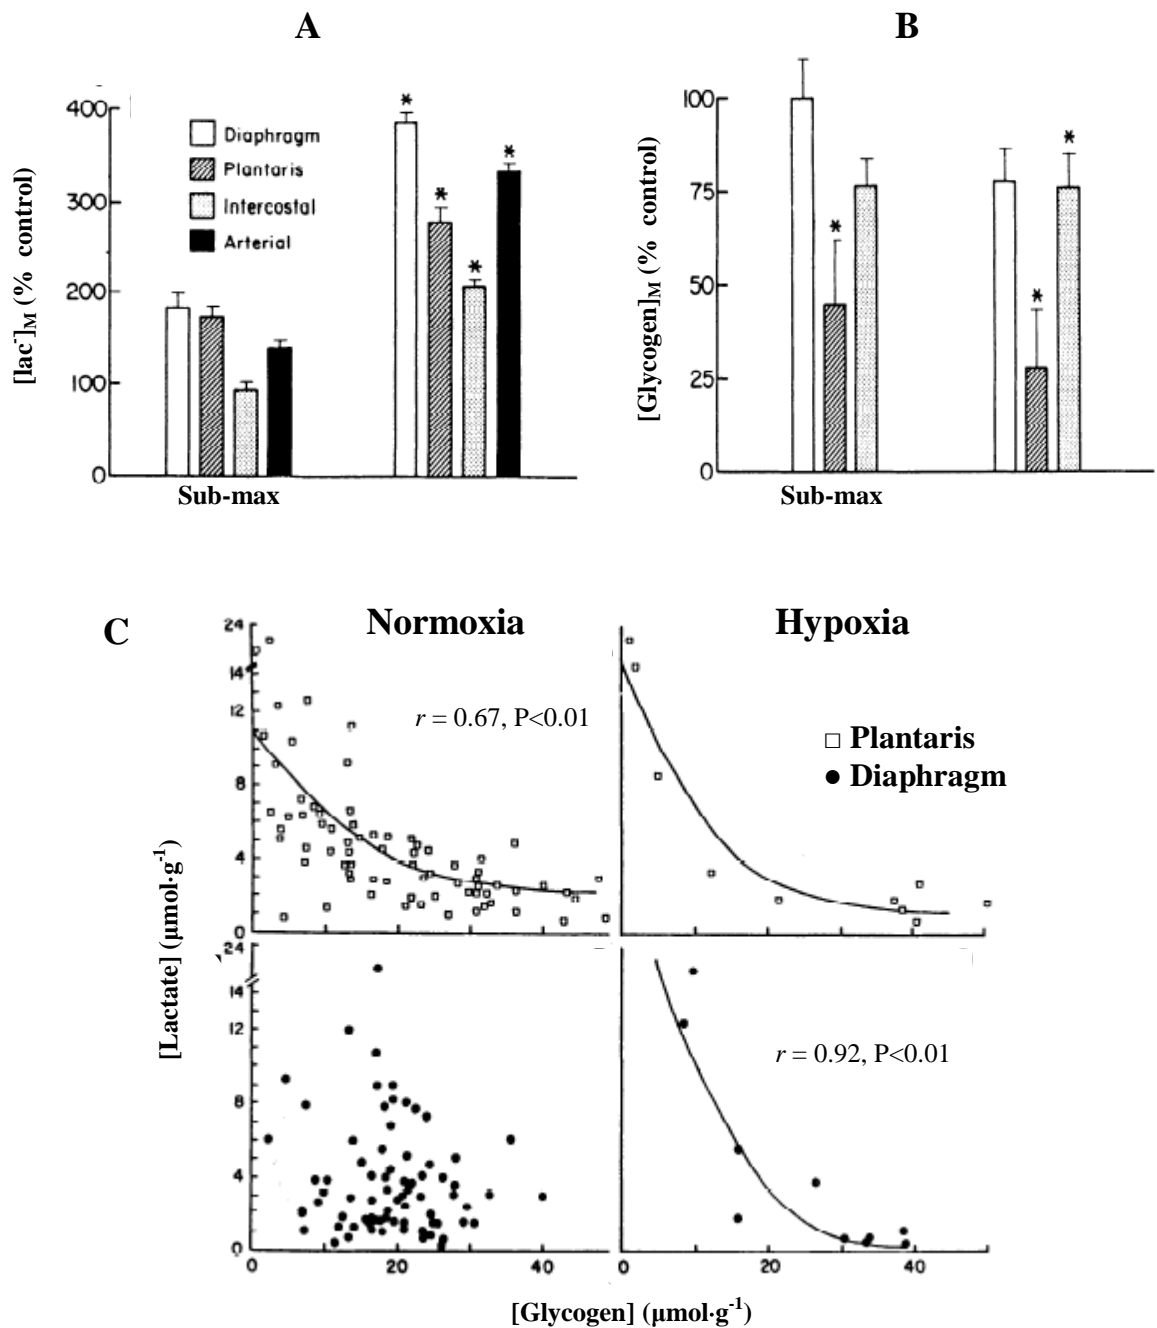 A
B
[lac⁻]M (% control)
400
300
200
100
0
Diaphragm
Plantaris
Intercostal
Arterial
* * * *
Sub-max
[Glycogen]M (% control)
100
75
50
25
0
* * *
Sub-max
C
Normoxia
Hypoxia
24
14
12
8
4
0
r = 0.67, P<0.01
□ Plantaris
● Diaphragm
[Lactate] (μmol·g⁻¹)
24
14
12
8
4
0
r = 0.92, P<0.01
0 20 40
0 20 40
[Glycogen] (μmol·g⁻¹)